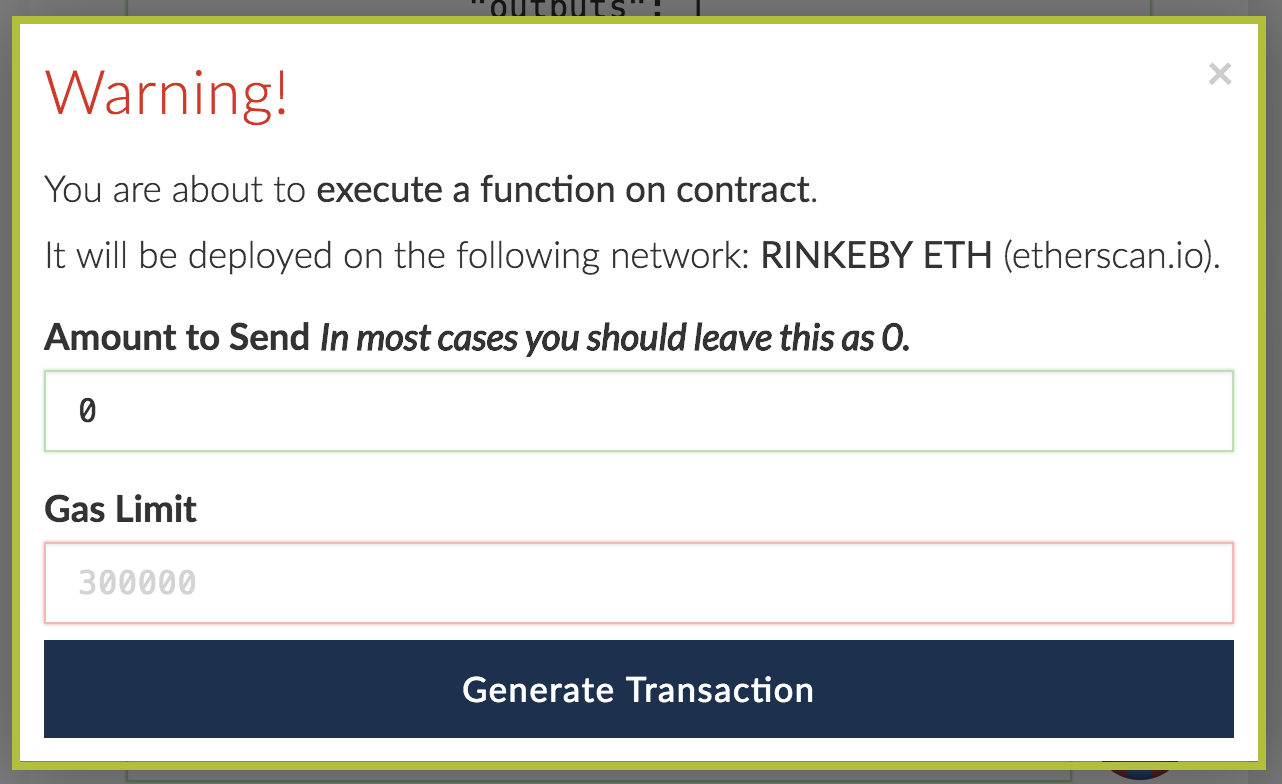 "outputs": [
Warning!
×
You are about to execute a function on contract.
It will be deployed on the following network: RINKEBY ETH (etherscan.io).
Amount to Send In most cases you should leave this as 0.
0
Gas Limit
300000
Generate Transaction